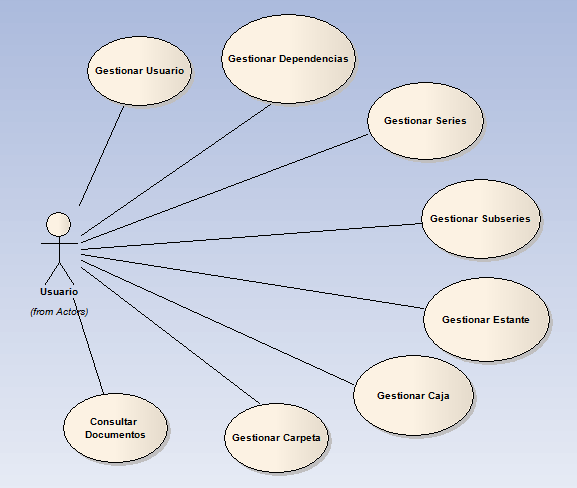 Gestionar Usuario
Gestionar Dependencias
Gestionar Series
Gestionar Subseries
Usuario
(from Actors)
Gestionar Estante
Gestionar Caja
Consultar
Documentos
Gestionar Carpeta